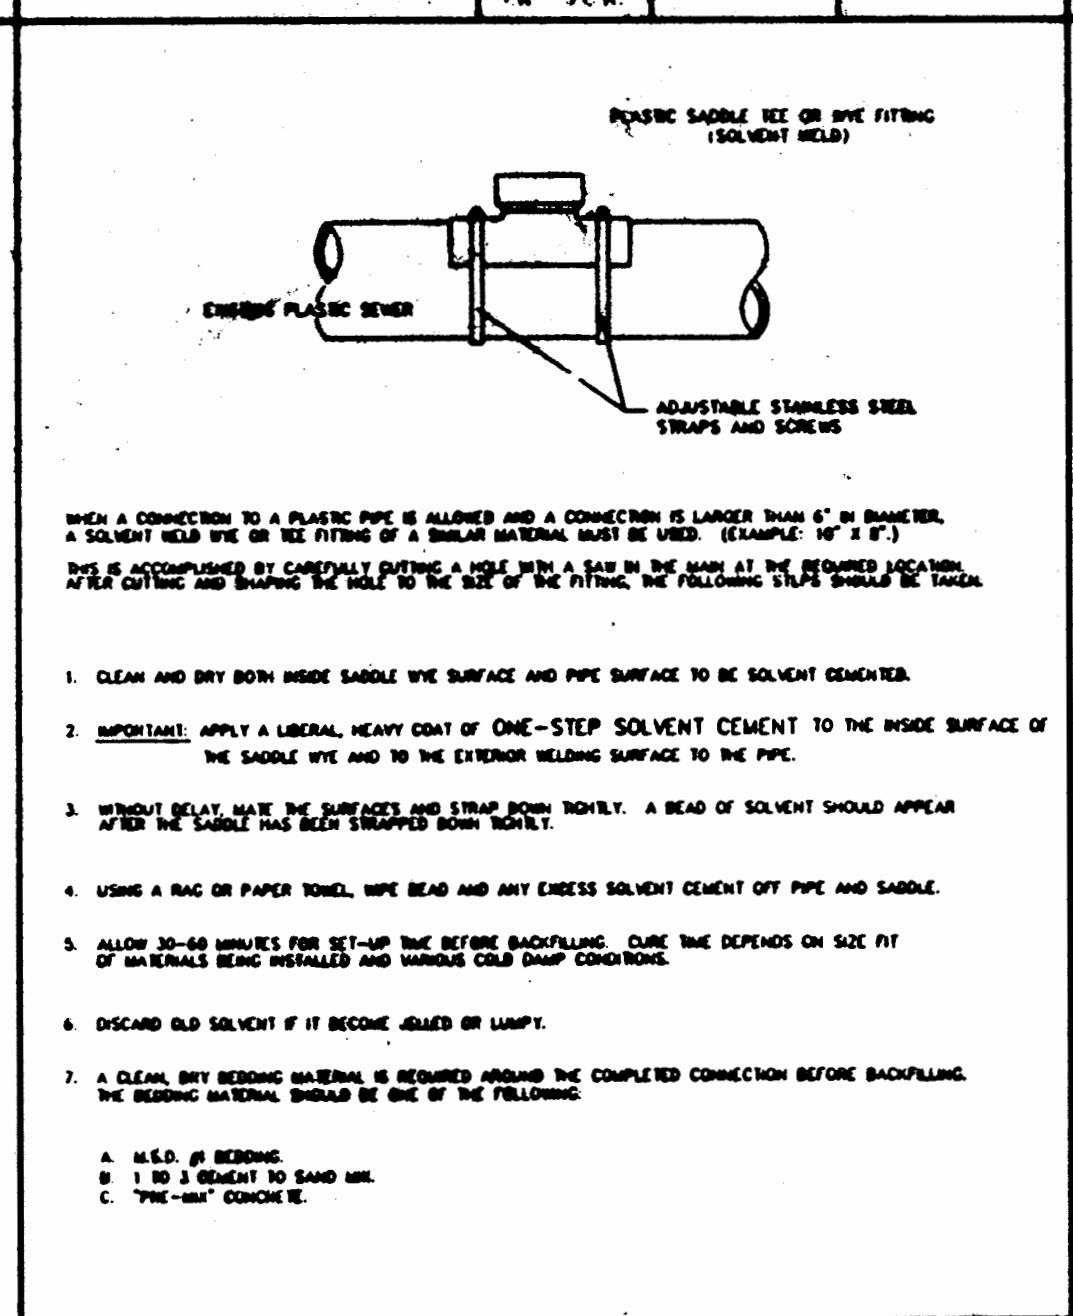 PLASTIC SADDLE TEE OR WYE FITTING
(SOLVENT WELD)
EXISTING PLASTIC SEWER
ADJUSTABLE STAINLESS STEEL
STRAPS AND SCREWS
WHEN A CONNECTION TO A PLASTIC PIPE IS ALLOWED AND A CONNECTION IS LARGER THAN 6" IN DIAMETER,
A SOLVENT WELD WYE OR TEE FITTING OF A SIMILAR MATERIAL MUST BE USED. (EXAMPLE: 10" X 8".)
THIS IS ACCOMPLISHED BY CAREFULLY CUTTING A HOLE WITH A SAW IN THE MAIN AT THE REQUIRED LOCATION.
AFTER CUTTING AND SHAPING THE HOLE TO THE SIZE OF THE FITTING, THE FOLLOWING STEPS SHOULD BE TAKEN.
1. CLEAN AND DRY BOTH INSIDE SADDLE WYE SURFACE AND PIPE SURFACE TO BE SOLVENT CEMENTED.
2. IMPORTANT: APPLY A LIBERAL, HEAVY COAT OF ONE-STEP SOLVENT CEMENT TO THE INSIDE SURFACE OF
THE SADDLE WYE AND TO THE EXTERIOR WELDING SURFACE TO THE PIPE.
3. WITHOUT DELAY, MATE THE SURFACES AND STRAP DOWN TIGHTLY. A BEAD OF SOLVENT SHOULD APPEAR
AFTER THE SADDLE HAS BEEN STRAPPED DOWN TIGHTLY.
4. USING A RAG OR PAPER TOWEL, WIPE BEAD AND ANY EXCESS SOLVENT CEMENT OFF PIPE AND SADDLE.
5. ALLOW 30-60 MINUTES FOR SET-UP TIME BEFORE BACKFILLING. CURE TIME DEPENDS ON SIZE FIT
OF MATERIALS BEING INSTALLED AND VARIOUS COLD DAMP CONDITIONS.
6. DISCARD OLD SOLVENT IF IT BECOME JELLED OR LUMPY.
7. A CLEAN, DRY BEDDING MATERIAL IS REQUIRED AROUND THE COMPLETED CONNECTION BEFORE BACKFILLING.
THE BEDDING MATERIAL SHOULD BE ONE OF THE FOLLOWING:
A. M.S.D. BEDDING.
B. 1 TO 3 CEMENT TO SAND MIX.
C. "PRE-MIX" CONCRETE.